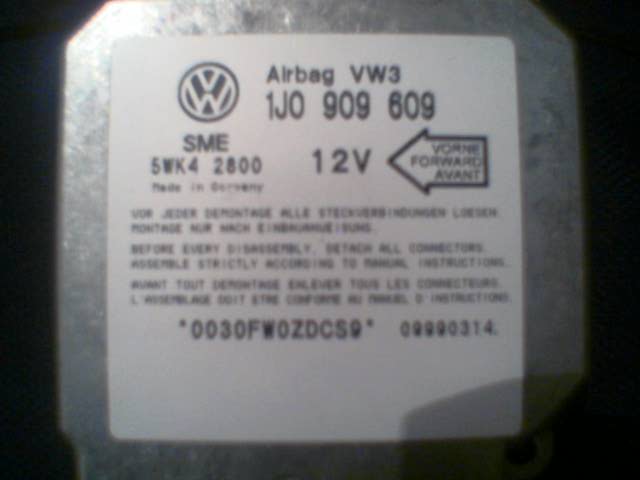 Airbag VW3
1J0 909 609
SME
5WK4 2800
Made in Germany
12V
VORNE
FORWARD
AVANT
VOR JEDER DEMONTAGE ALLE STECKVERBINDUNGEN LOESEN.
MONTAGE NUR NACH EINBAUANWEISUNG.
BEFORE EVERY DISASSEMBLY, DETACH ALL CONNECTORS.
ASSEMBLE STRICTLY ACCORDING TO MANUAL INSTRUCTIONS.
AVANT TOUT DEMONTAGE ENLEVER TOUS LES CONNECTEURS.
L'ASSEMBLAGE DOIT ETRE CONFORME AU MANUEL D'INSTRUCTIONS.
*0030FW0ZDCS9* 09990314.